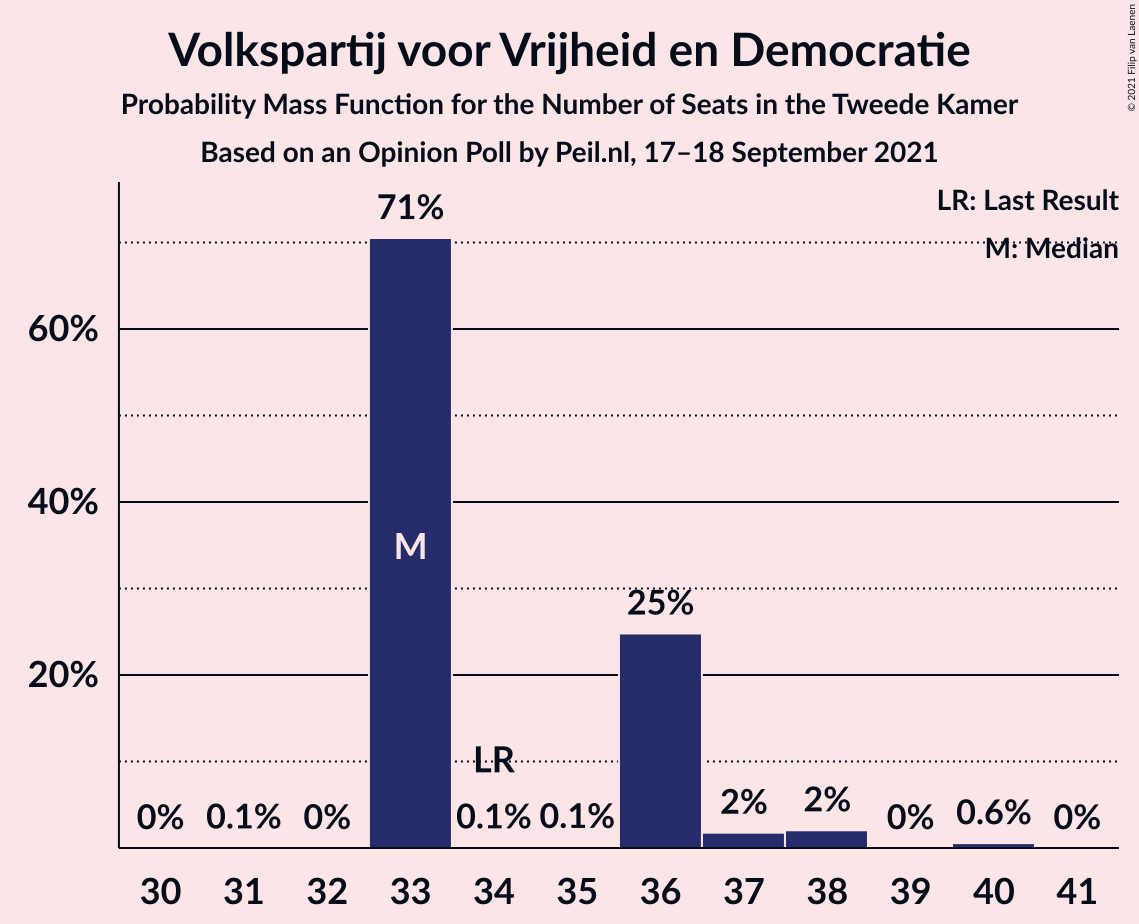 Volkspartij voor Vrijheid en Democratie
Probability Mass Function for the Number of Seats in the Tweede Kamer
Based on an Opinion Poll by Peil.nl, 17–18 September 2021
© 2021 Filip van Laenen
LR: Last Result
M: Median
71%
60%
40%
M
25%
20%
LR
0% 0.1% 0% 0.1% 0.1% 2% 2% 0% 0.6% 0%
30 31 32 33 34 35 36 37 38 39 40 41